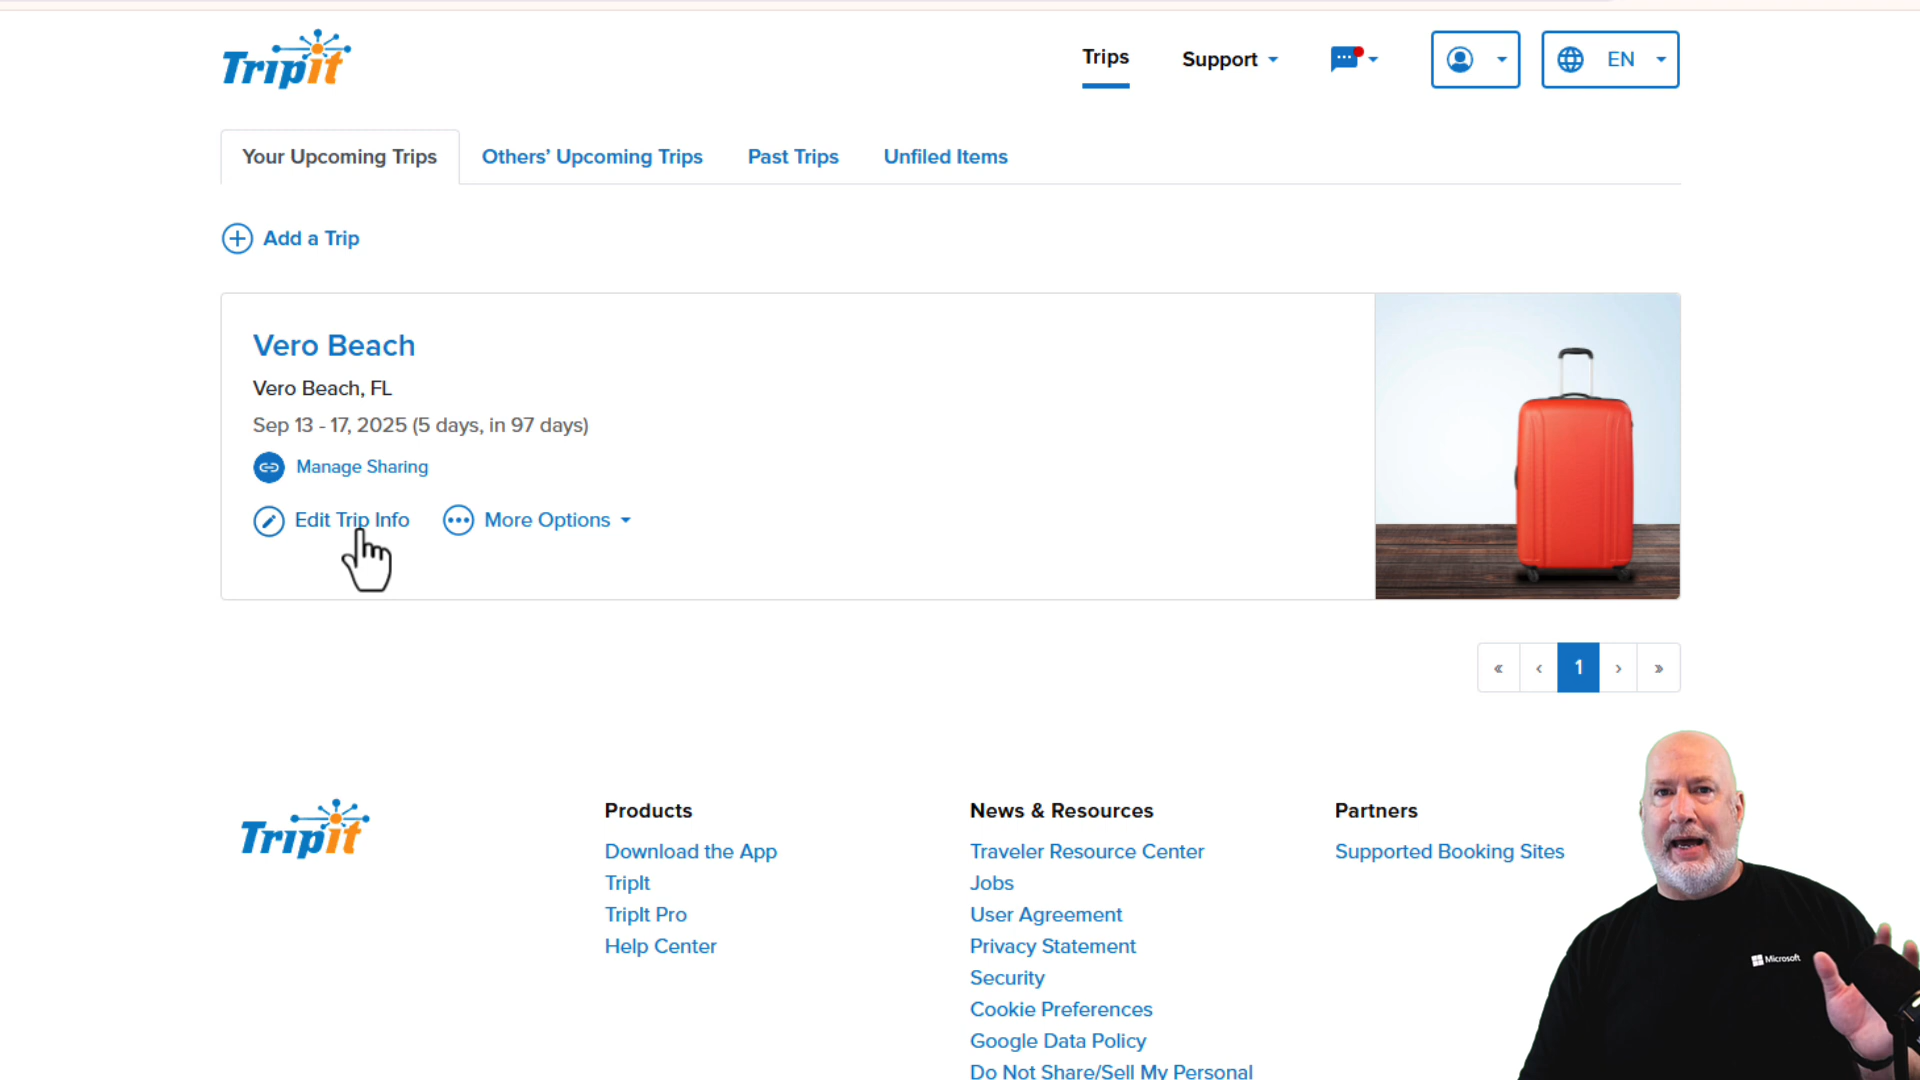 Tripit
Trips
Support
EN
Your Upcoming Trips
Others’ Upcoming Trips
Past Trips
Unfiled Items
Add a Trip
Vero Beach
Vero Beach, FL
Sep 13 - 17, 2025 (5 days, in 97 days)
Manage Sharing
Edit Trip Info
More Options
« ‹ 1 › »
Tripit
Products
Download the App
TripIt
TripIt Pro
Help Center
News & Resources
Traveler Resource Center
Jobs
User Agreement
Privacy Statement
Security
Cookie Preferences
Google Data Policy
Do Not Share/Sell My Personal
Partners
Supported Booking Sites
Microsoft